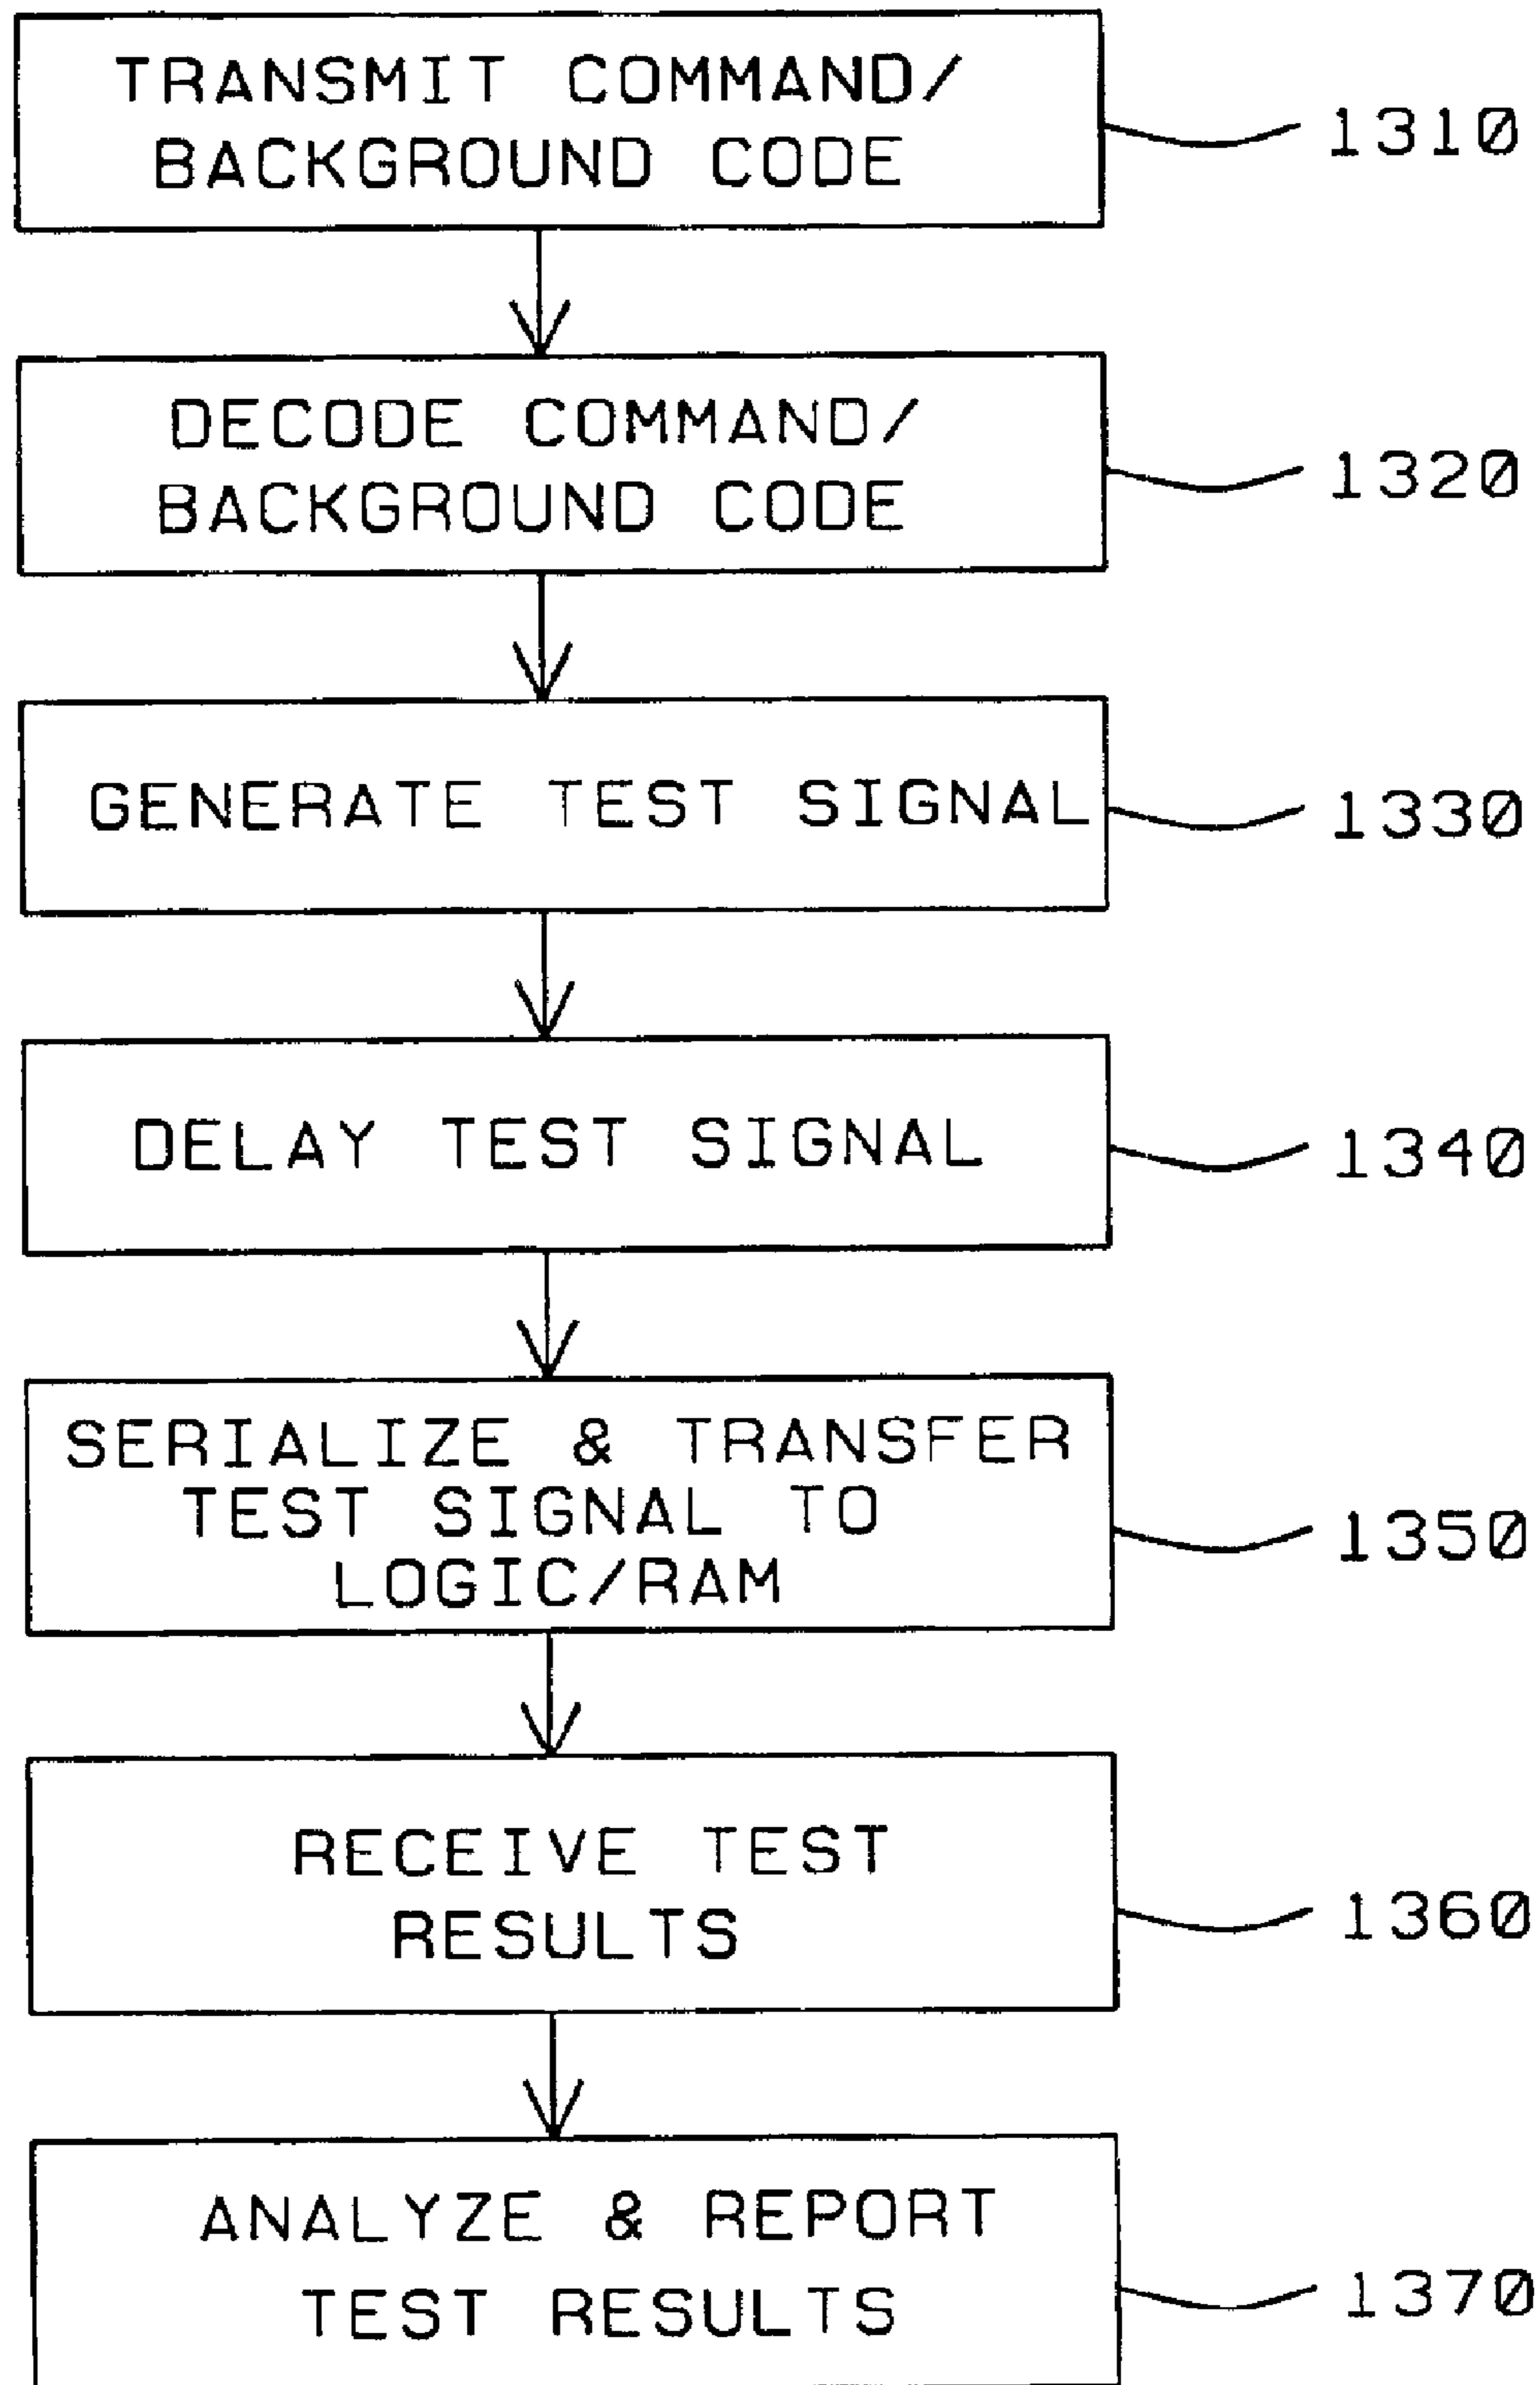 TRANSMIT COMMAND/
BACKGROUND CODE
1310
DECODE COMMAND/
BACKGROUND CODE
1320
GENERATE TEST SIGNAL
1330
DELAY TEST SIGNAL
1340
SERIALIZE & TRANSFER
TEST SIGNAL TO
LOGIC/RAM
1350
RECEIVE TEST
RESULTS
1360
ANALYZE & REPORT
TEST RESULTS
1370